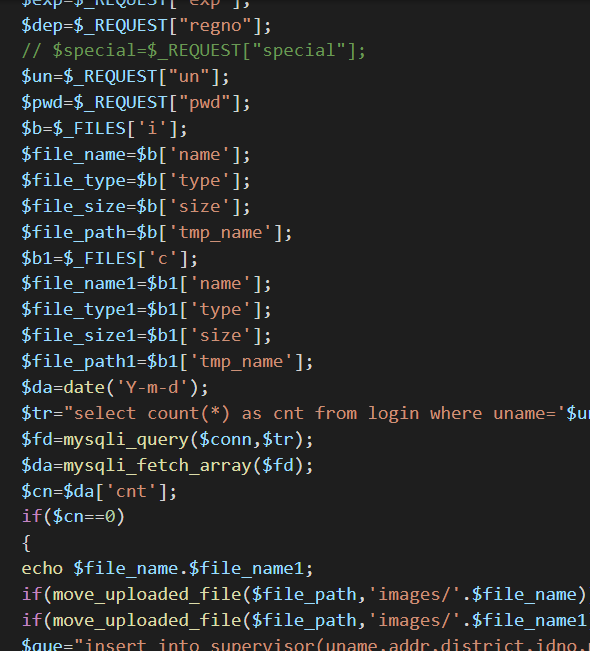 $exp=$_REQUEST["exp"];
$dep=$_REQUEST["regno"];
// $special=$_REQUEST["special"];
$un=$_REQUEST["un"];
$pwd=$_REQUEST["pwd"];
$b=$_FILES['i'];
$file_name=$b['name'];
$file_type=$b['type'];
$file_size=$b['size'];
$file_path=$b['tmp_name'];
$b1=$_FILES['c'];
$file_name1=$b1['name'];
$file_type1=$b1['type'];
$file_size1=$b1['size'];
$file_path1=$b1['tmp_name'];
$da=date('Y-m-d');
$tr="select count(*) as cnt from login where uname='$un
$fd=mysqli_query($conn,$tr);
$da=mysqli_fetch_array($fd);
$cn=$da['cnt'];
if($cn==0)
{
echo $file_name.$file_name1;
if(move_uploaded_file($file_path,'images/'.$file_name)
if(move_uploaded_file($file_path,'images/'.$file_name1
$que="insert into supervisor(uname,addr,district,idno,